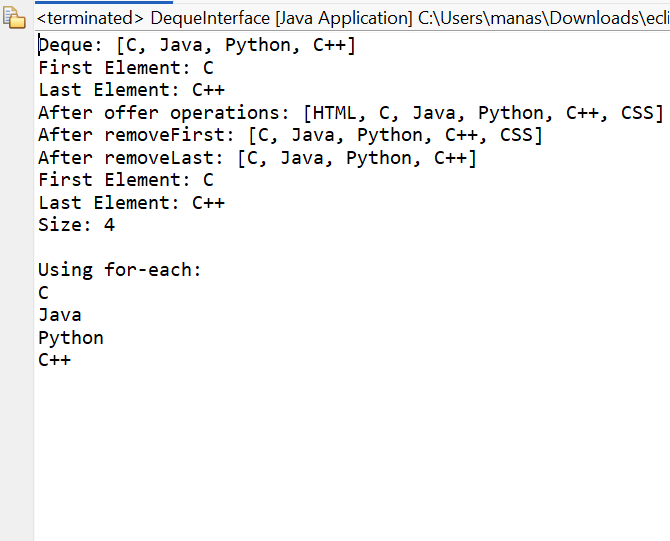 <terminated> DequeInterface [Java Application] C:\Users\manas\Downloads\ecli
Deque: [C, Java, Python, C++]
First Element: C
Last Element: C++
After offer operations: [HTML, C, Java, Python, C++, CSS]
After removeFirst: [C, Java, Python, C++, CSS]
After removeLast: [C, Java, Python, C++]
First Element: C
Last Element: C++
Size: 4
Using for-each:
C
Java
Python
C++